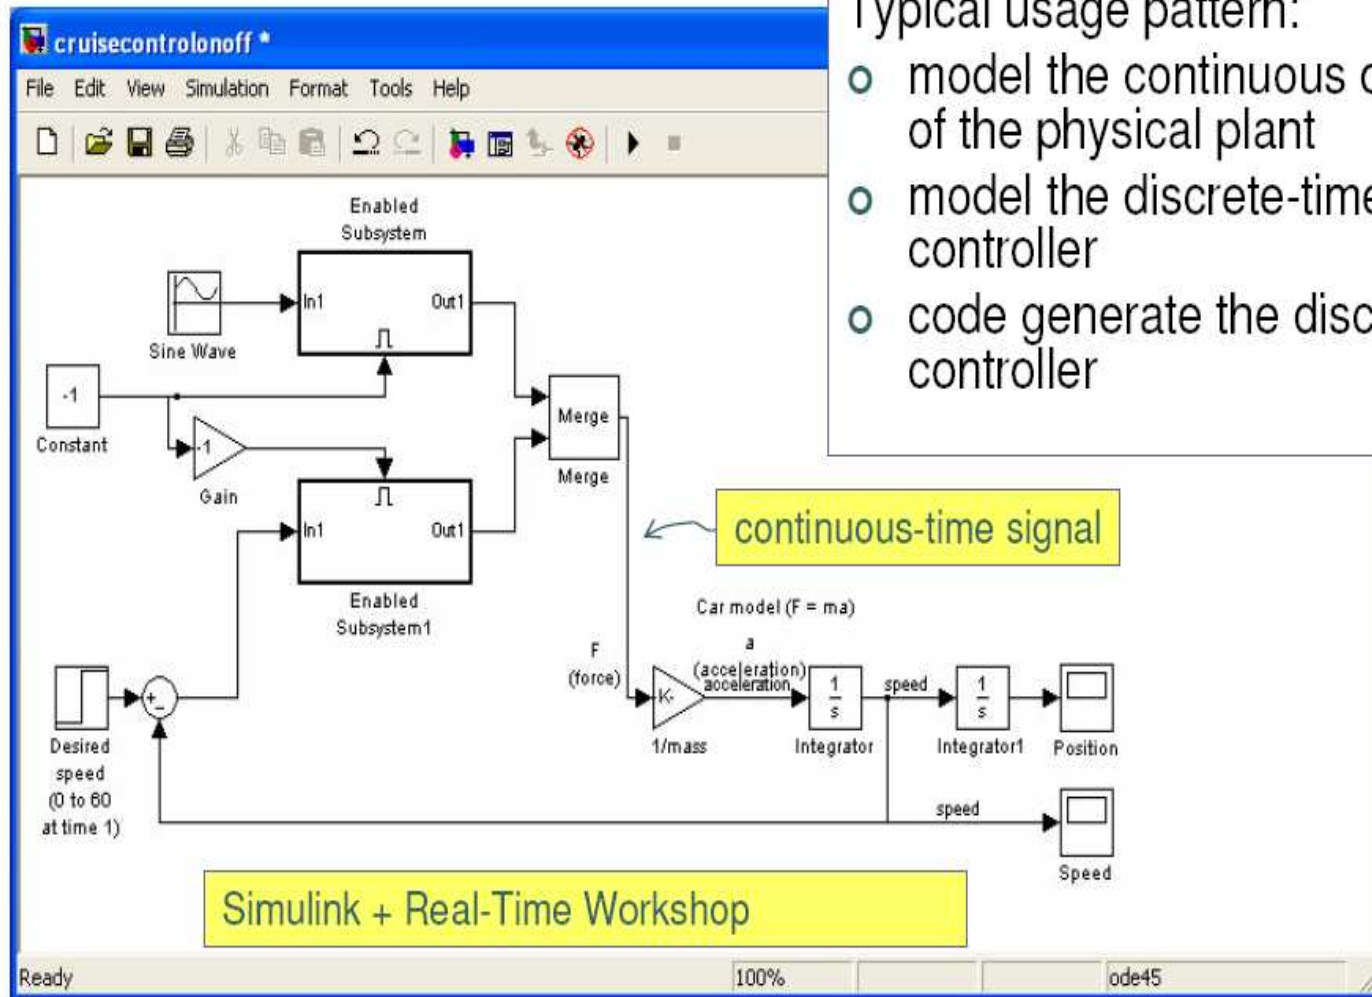 cruisecontrolonoff *
File Edit View Simulation Format Tools Help
Typical usage pattern:
model the continuous
of the physical plant
model the discrete-time
controller
code generate the disc
controller
Enabled
Subsystem
In1
Out1
Sine Wave
-1
Constant
-1
Gain
Merge
Merge
In1
Out1
Enabled
Subsystem1
continuous-time signal
Car model (F = ma)
F
(force)
a
(acceleration)
acceleration
K-
1/mass
1
s
Integrator
speed
1
s
Integrator1
Position
+
-
Desired
speed
(0 to 60
at time 1)
speed
Speed
Simulink + Real-Time Workshop
Ready 100% ode45